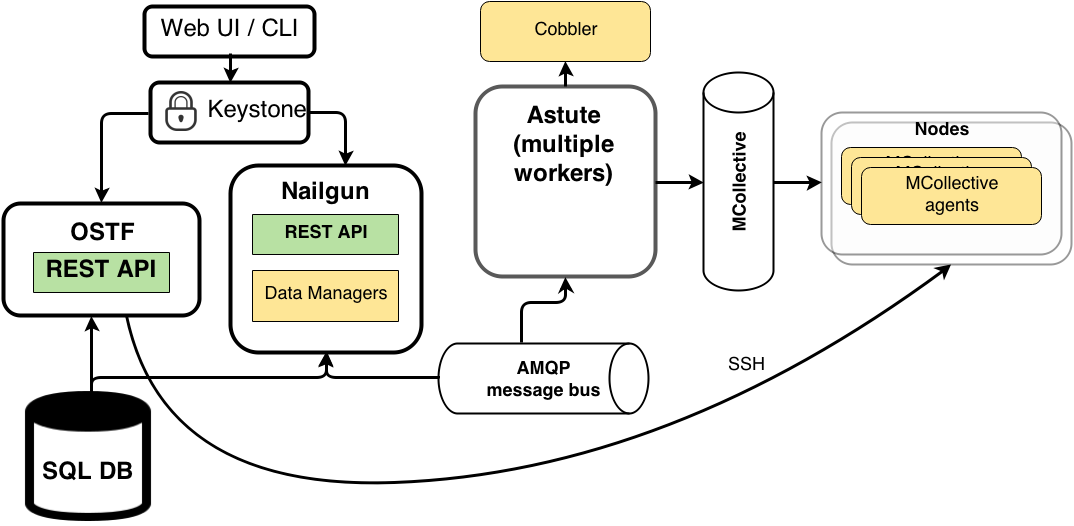 Web UI / CLI
Keystone
OSTF
REST API
Nailgun
REST API
Data Managers
SQL DB
Cobbler
Astute
(multiple
workers)
AMQP
message bus
MCollective
Nodes
MCollective
agents
SSH